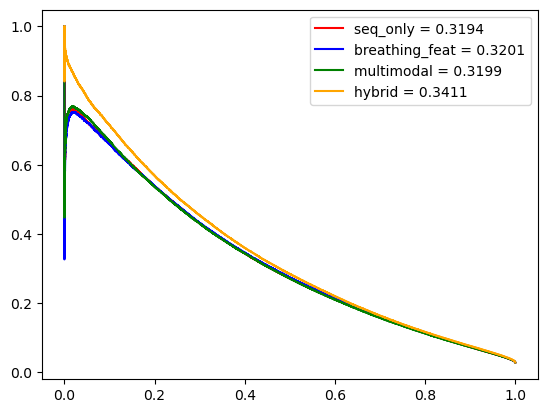 seq_only = 0.3194
breathing_feat = 0.3201
multimodal = 0.3199
hybrid = 0.3411
1.0
0.8
0.6
0.4
0.2
0.0
0.0 0.2 0.4 0.6 0.8 1.0